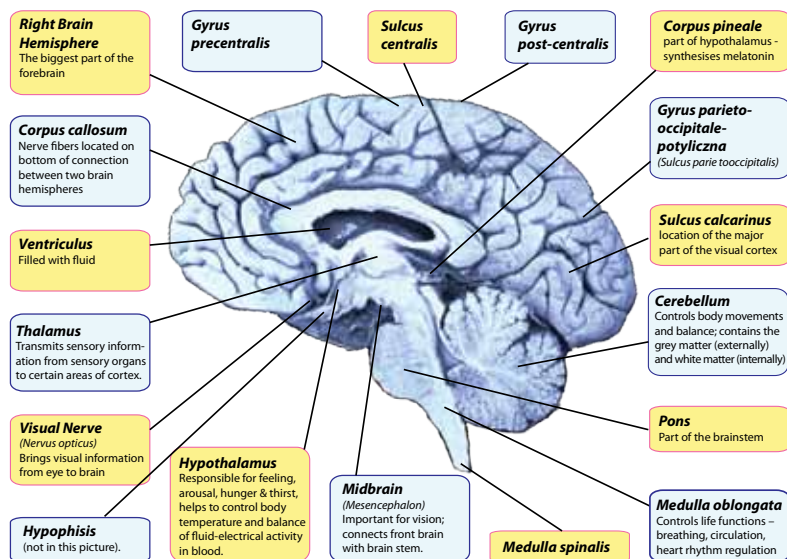 Right Brain
Hemisphere
The biggest part of the
forebrain
Gyrus
precentralis
Sulcus
centralis
Gyrus
post-centralis
Corpus pineale
part of hypothalamus -
synthesises melatonin
Corpus callosum
Nerve fibers located on
bottom of connection
between two brain
hemispheres
Gyrus parieto-
occipitale-
potyliczna
(Sulcus parie tooccipitalis)
Ventriculus
Filled with fluid
Sulcus calcarinus
location of the major
part of the visual cortex
Thalamus
Transmits sensory inform-
ation from sensory organs
to certain areas of cortex.
Cerebellum
Controls body movements
and balance; contains the
grey matter (externally)
and white matter (internally)
Visual Nerve
(Nervus opticus)
Brings visual information
from eye to brain
Hypothalamus
Responsible for feeling,
arousal, hunger & thirst,
helps to control body
temperature and balance
of fluid-electrical activity
in blood.
Midbrain
(Mesencephalon)
Important for vision;
connects front brain
with brain stem.
Pons
Part of the brainstem
Hypophisis
(not in this picture).
Medulla spinalis
Medulla oblongata
Controls life functions –
breathing, circulation,
heart rhythm regulation